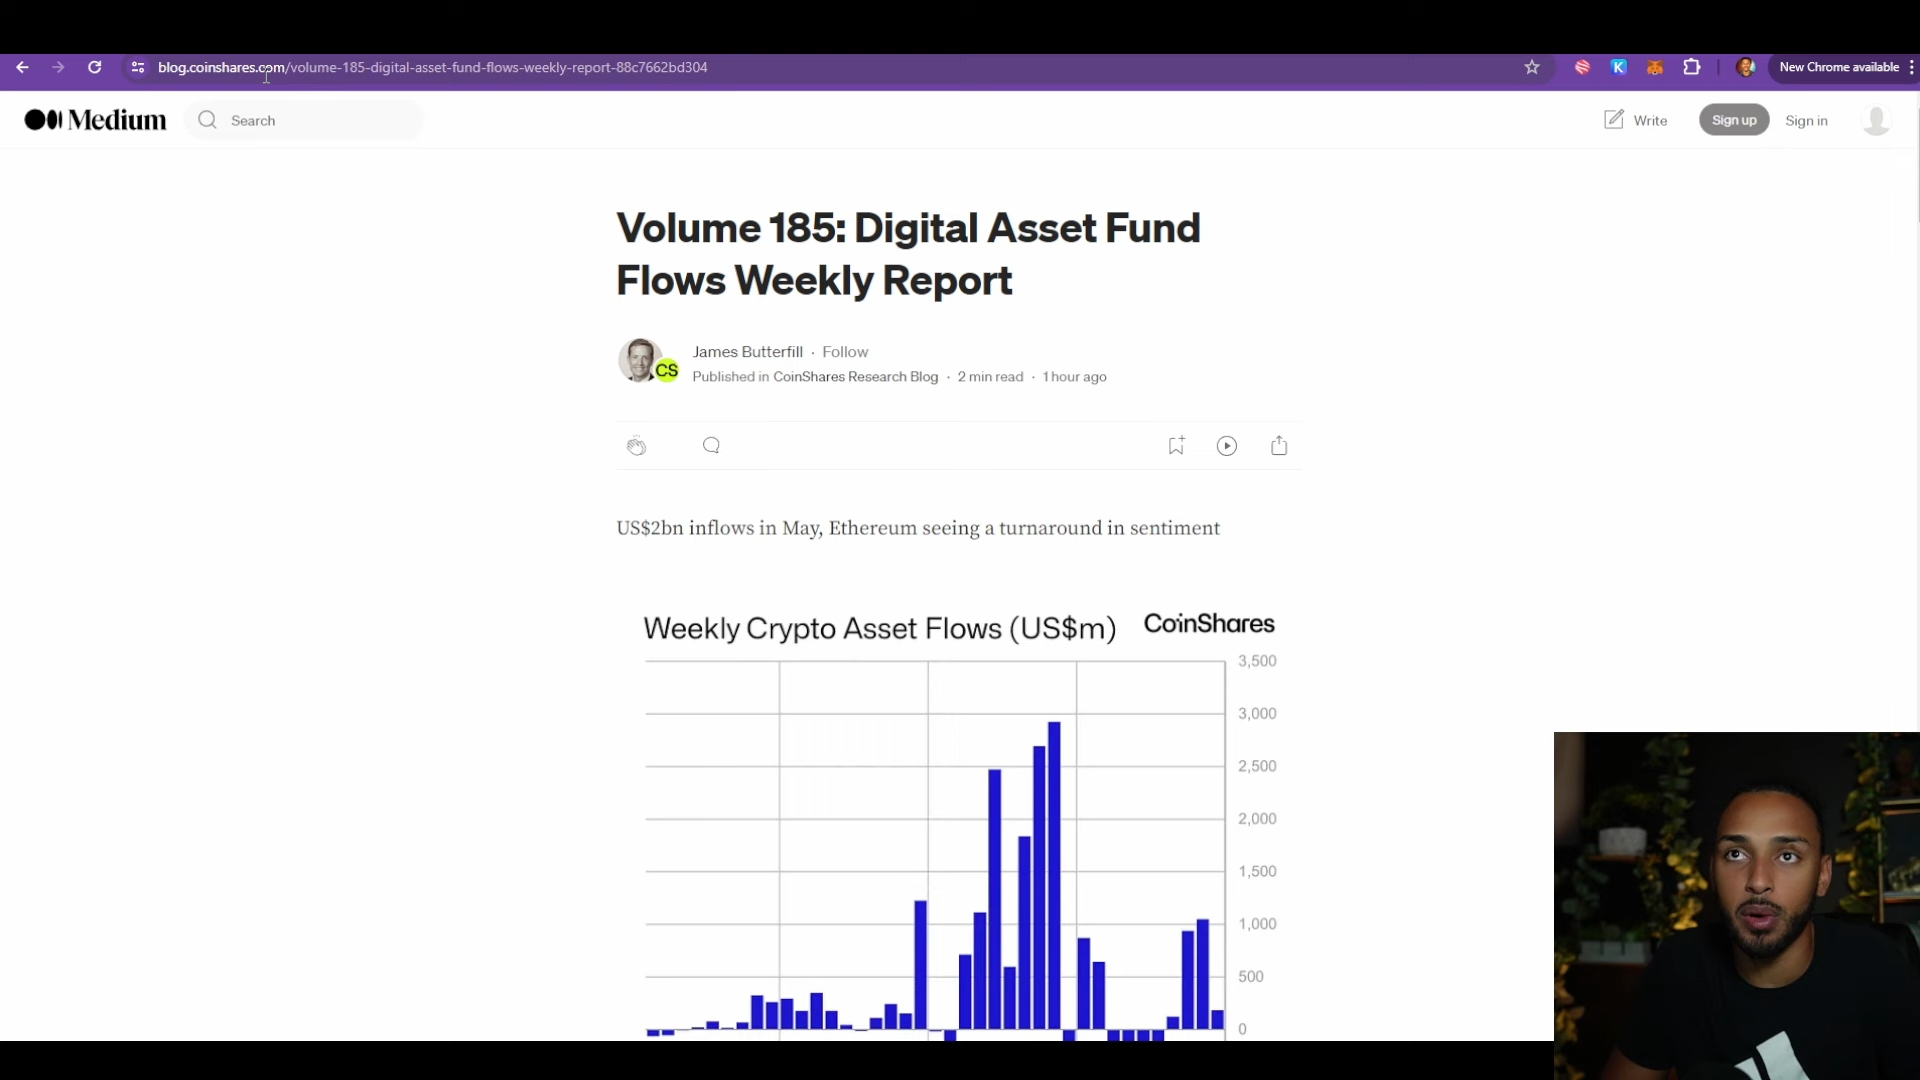 blog.coinshares.com/volume-185-digital-asset-fund-flows-weekly-report-88c7662bd304
K
New Chrome available
Medium
Search
Write
Sign up
Sign in
Volume 185: Digital Asset Fund
Flows Weekly Report
CS
James Butterfill · Follow
Published in CoinShares Research Blog · 2 min read · 1 hour ago
US$2bn inflows in May, Ethereum seeing a turnaround in sentiment
Weekly Crypto Asset Flows (US$m)
CoinShares
3,500
3,000
2,500
2,000
1,500
1,000
500
0